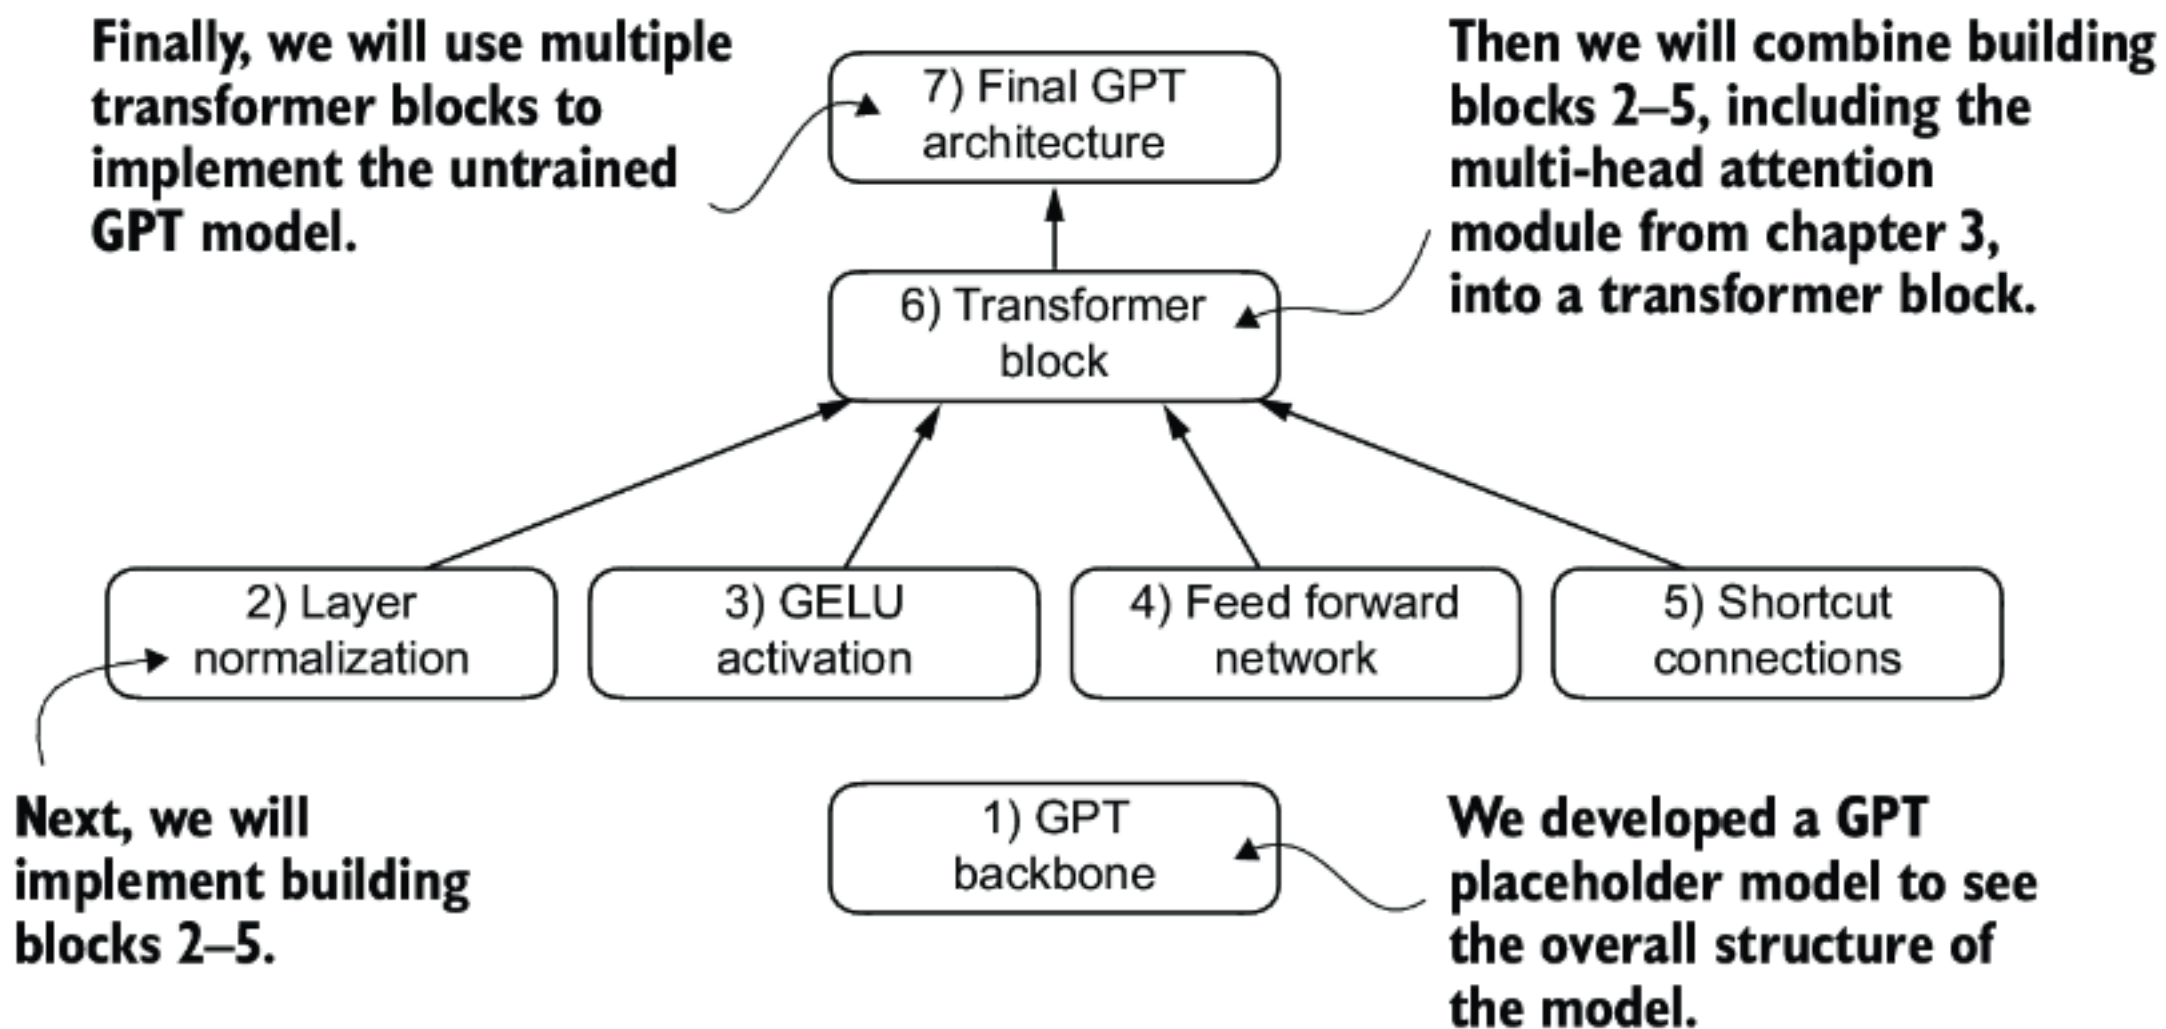 Finally, we will use multiple
transformer blocks to
implement the untrained
GPT model.
7) Final GPT
architecture
Then we will combine building
blocks 2–5, including the
multi-head attention
module from chapter 3,
into a transformer block.
6) Transformer
block
2) Layer
normalization
3) GELU
activation
4) Feed forward
network
5) Shortcut
connections
Next, we will
implement building
blocks 2–5.
1) GPT
backbone
We developed a GPT
placeholder model to see
the overall structure of
the model.